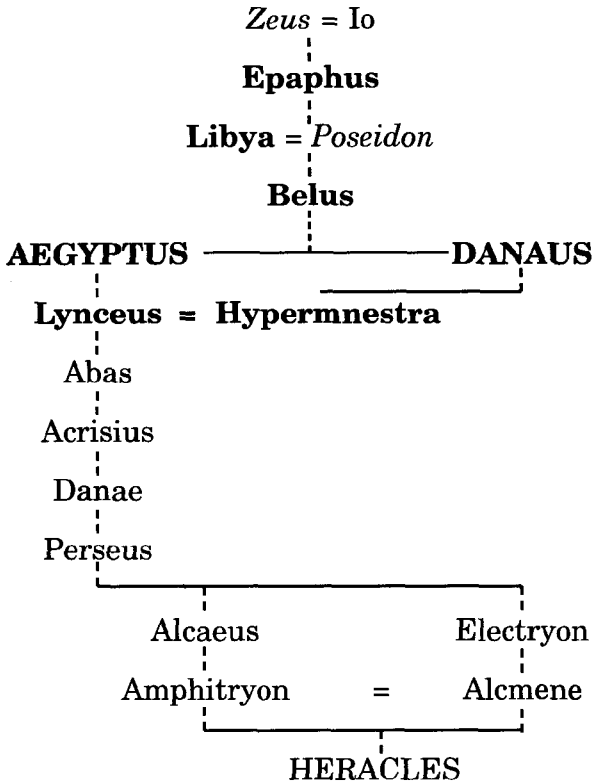 Zeus = Io
Epaphus
Libya = Poseidon
Belus
AEGYPTUS DANAUS
Lynceus = Hypermnestra
Abas
Acrisius
Danae
Perseus
Alcaeus Electryon
Amphitryon = Alcmene
HERACLES